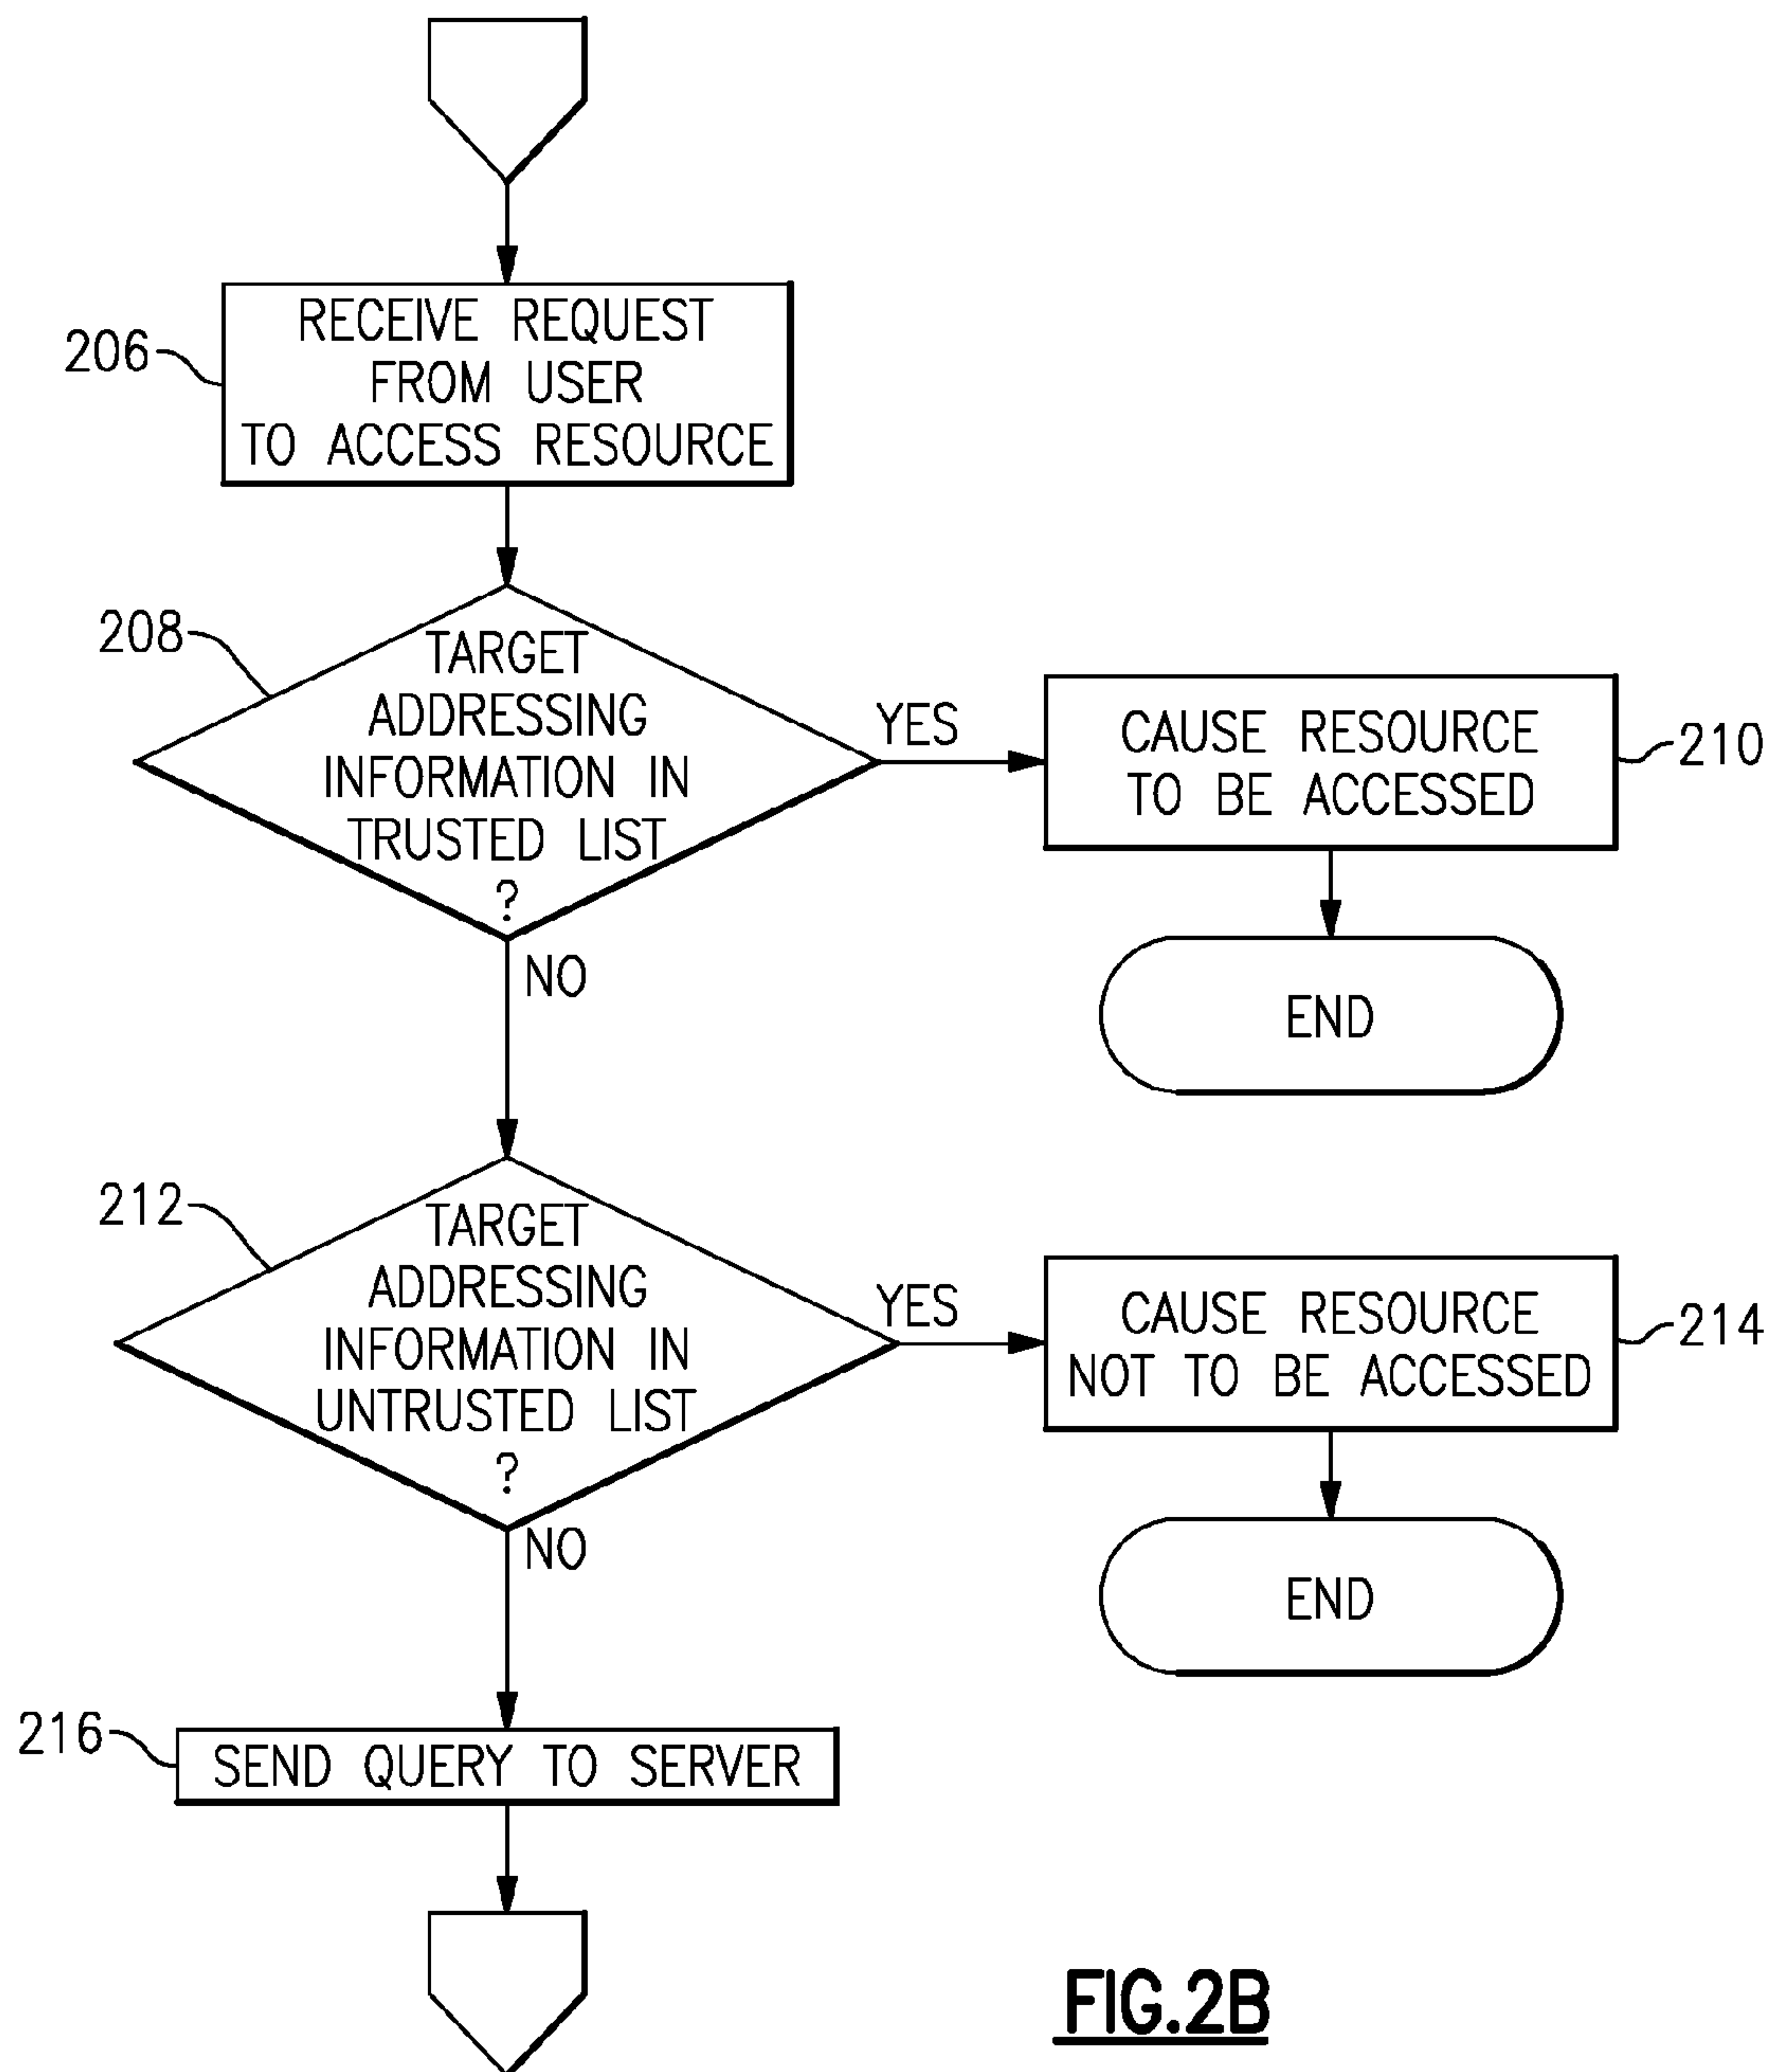 206
RECEIVE REQUEST
FROM USER
TO ACCESS RESOURCE
208
TARGET
ADDRESSING
INFORMATION IN
TRUSTED LIST
?
YES
CAUSE RESOURCE
TO BE ACCESSED
210
NO
END
212
TARGET
ADDRESSING
INFORMATION IN
UNTRUSTED LIST
?
YES
CAUSE RESOURCE
NOT TO BE ACCESSED
214
NO
END
216
SEND QUERY TO SERVER
FIG.2B